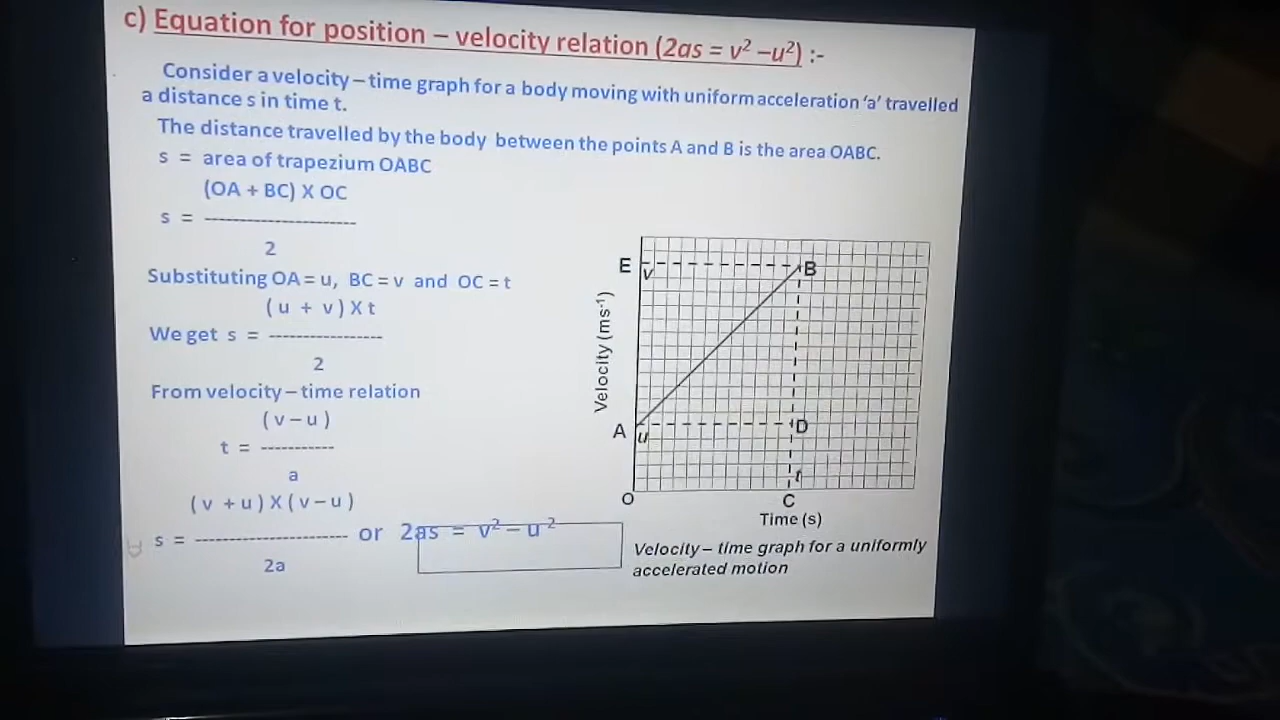 c) Equation for position – velocity relation (2as = v² –u²) :-
Consider a velocity – time graph for a body moving with uniform acceleration 'a' travelled
a distance s in time t.
The distance travelled by the body between the points A and B is the area OABC.
s = area of trapezium OABC
(OA + BC) X OC
s = ----------------------
2
Substituting OA = u, BC = v and OC = t
( u + v ) X t
We get s = -----------------
2
From velocity – time relation
( v – u )
t = -----------
a
( v + u ) X ( v – u )
s = ----------------------- or 2as = v² – u²
2a
E
v
B
Velocity (ms⁻¹)
A
u
D
t
O
C
Time (s)
Velocity – time graph for a uniformly
accelerated motion